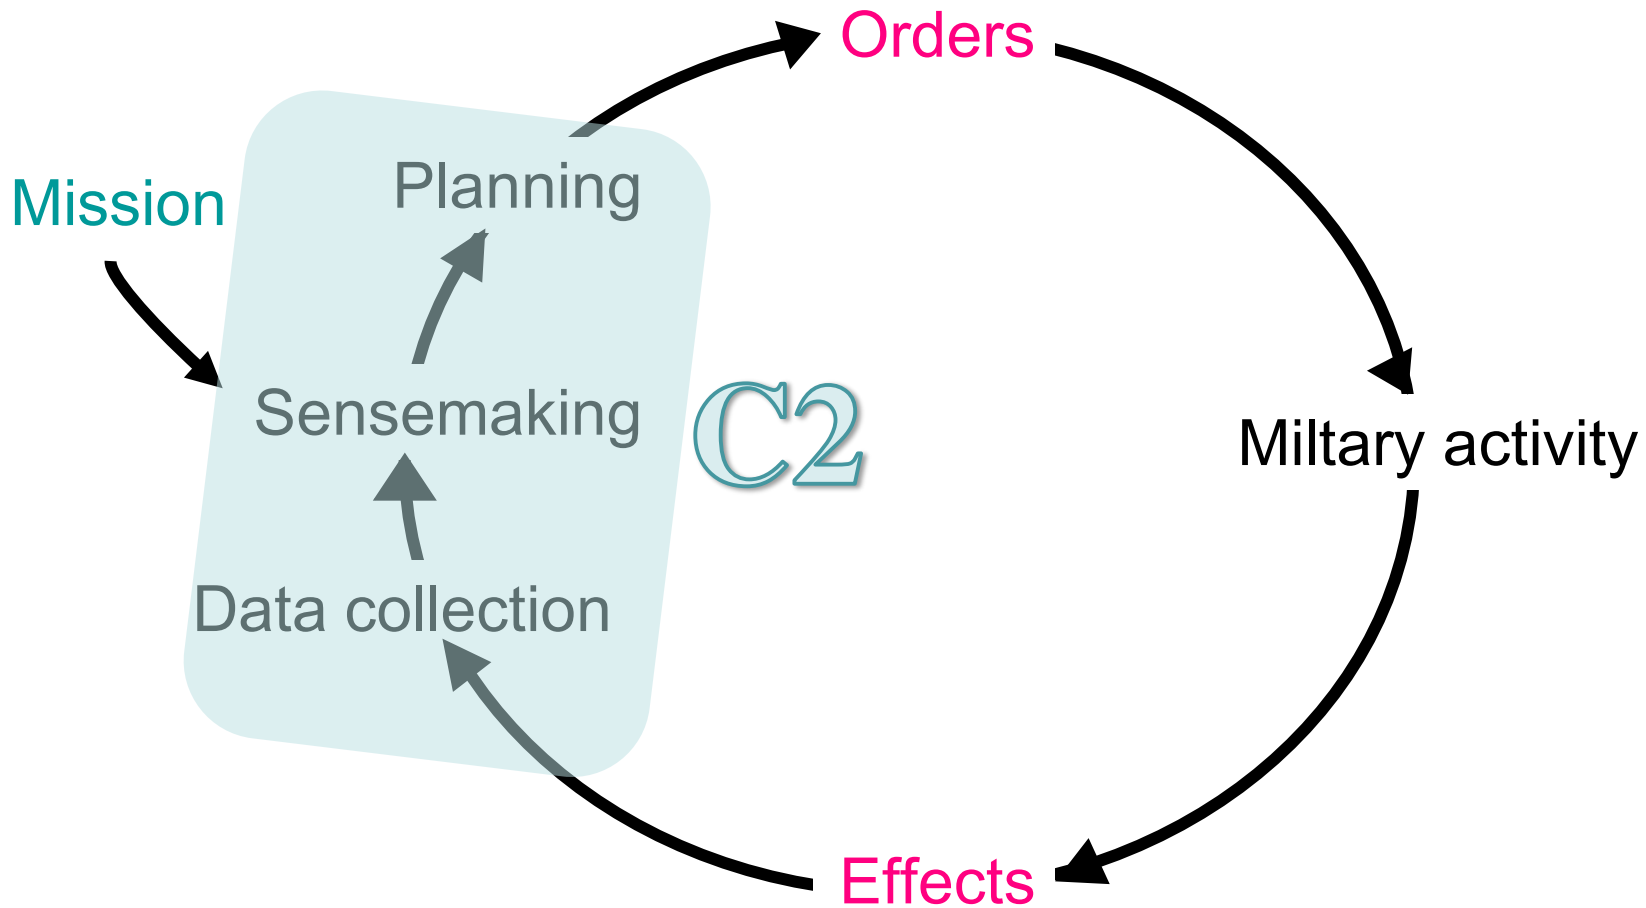 Orders
Planning
Mission
Sensemaking
C2
Miltary activity
Data collection
Effects